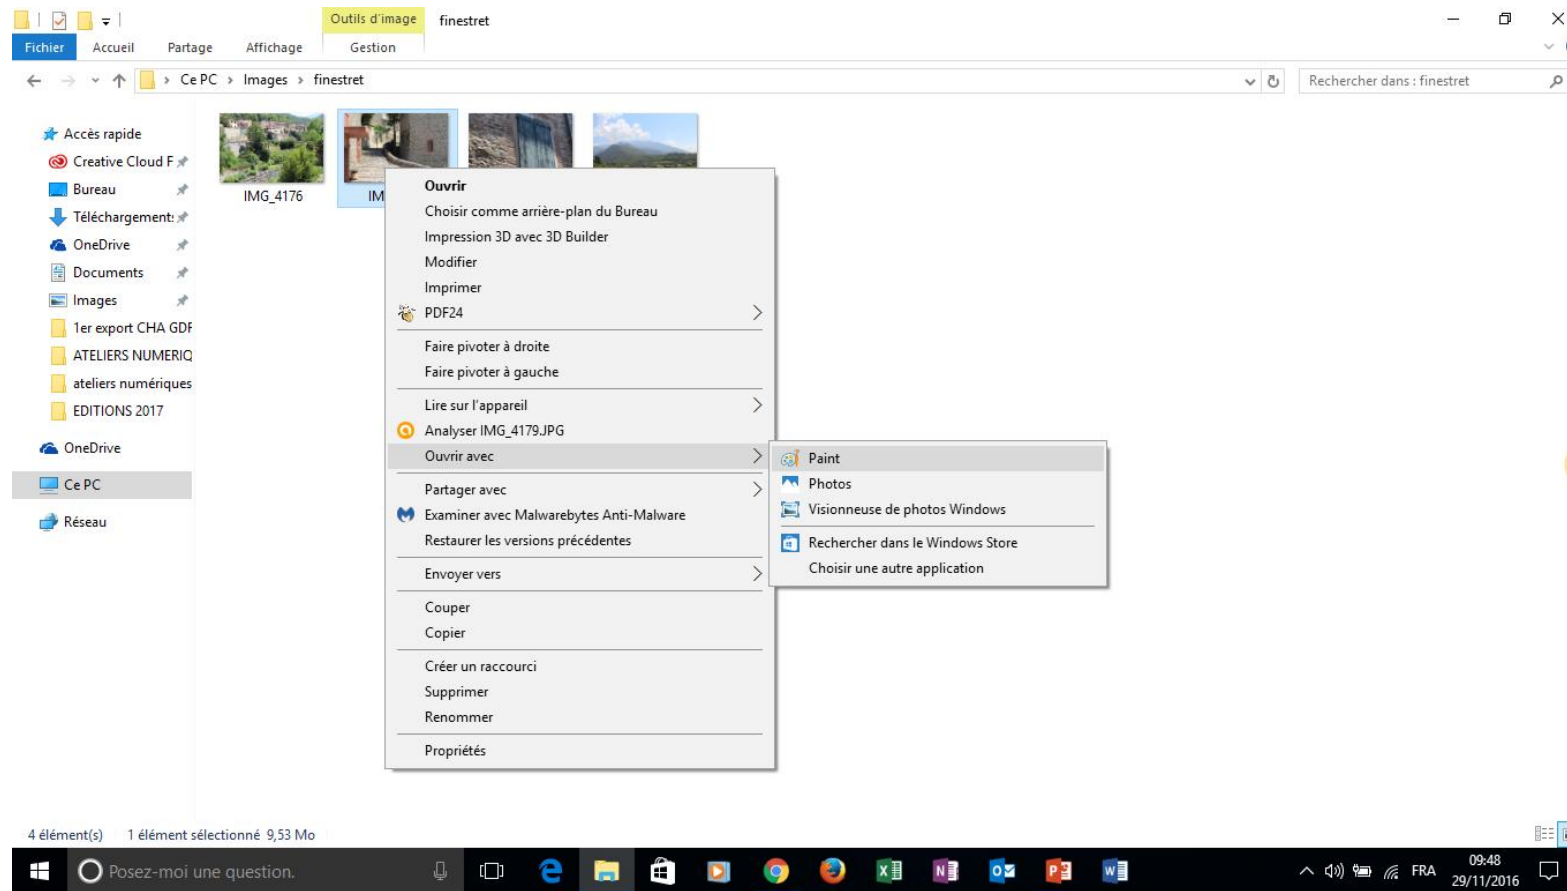 Outils d'image
finestret
Fichier
Accueil
Partage
Affichage
Gestion
Ce PC > Images > finestret
Rechercher dans : finestret
Accès rapide
Creative Cloud F
Bureau
Téléchargements
OneDrive
Documents
Images
1er export CHA GDF
ATELIERS NUMERIQ
ateliers numériques
EDITIONS 2017
OneDrive
Ce PC
Réseau
IMG_4176
IM
Ouvrir
Choisir comme arrière-plan du Bureau
Impression 3D avec 3D Builder
Modifier
Imprimer
PDF24
Faire pivoter à droite
Faire pivoter à gauche
Lire sur l'appareil
Analyser IMG_4179.JPG
Ouvrir avec
Partager avec
Examiner avec Malwarebytes Anti-Malware
Restaurer les versions précédentes
Envoyer vers
Couper
Copier
Créer un raccourci
Supprimer
Renommer
Propriétés
Paint
Photos
Visionneuse de photos Windows
Rechercher dans le Windows Store
Choisir une autre application
4 élément(s)
1 élément sélectionné 9,53 Mo
Posez-moi une question.
FRA
09:48
29/11/2016